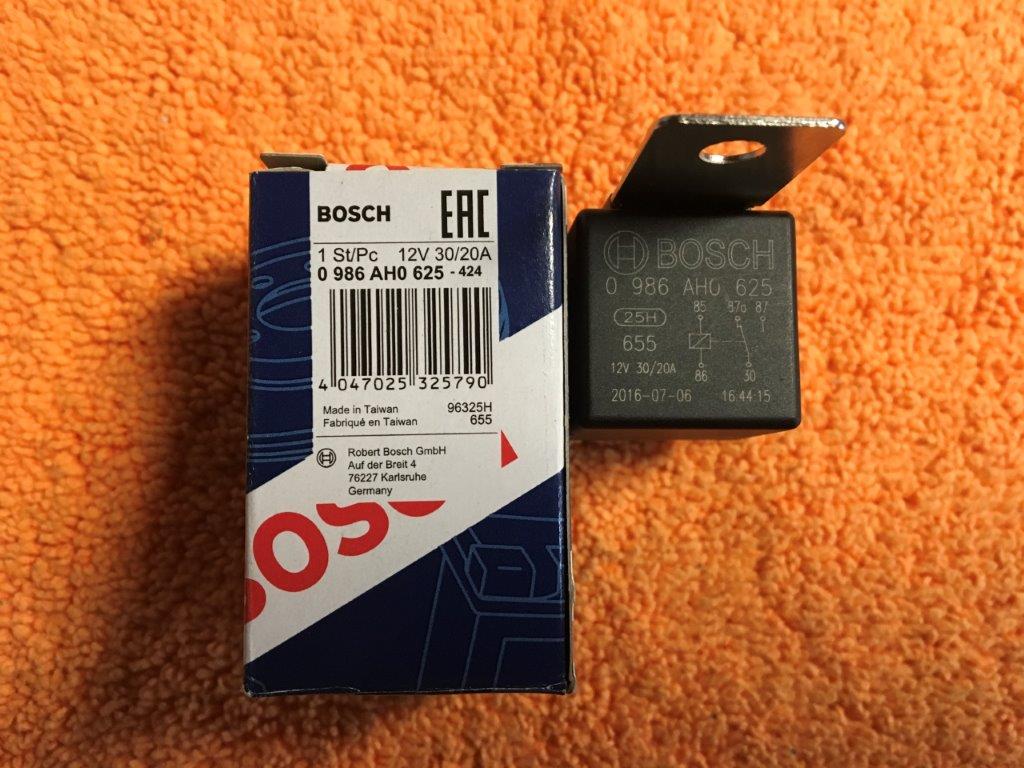 BOSCH EAC
1 St/Pc 12V 30/20A
0 986 AH0 625 - 424
4 047025 325790
Made in Taiwan 96325H
Fabriqué en Taiwan 655
Robert Bosch GmbH
Auf der Breit 4
76227 Karlsruhe
Germany
BOSCH
0 986 AH0 625
25H 85 87a 87
655
12V 30/20A 86 30
2016-07-06 16:44:15